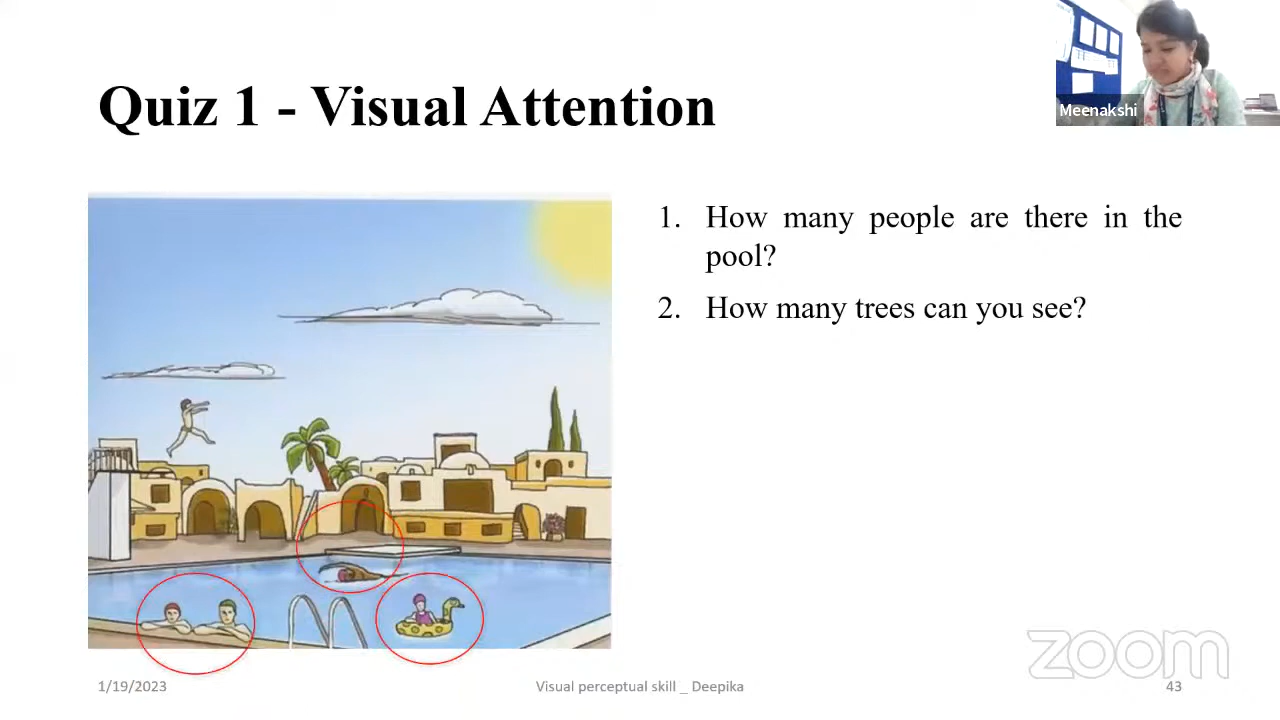 Quiz 1 - Visual Attention
Meenakshi
1. How many people are there in the
pool?
2. How many trees can you see?
zoom
1/19/2023
Visual perceptual skill _ Deepika
43